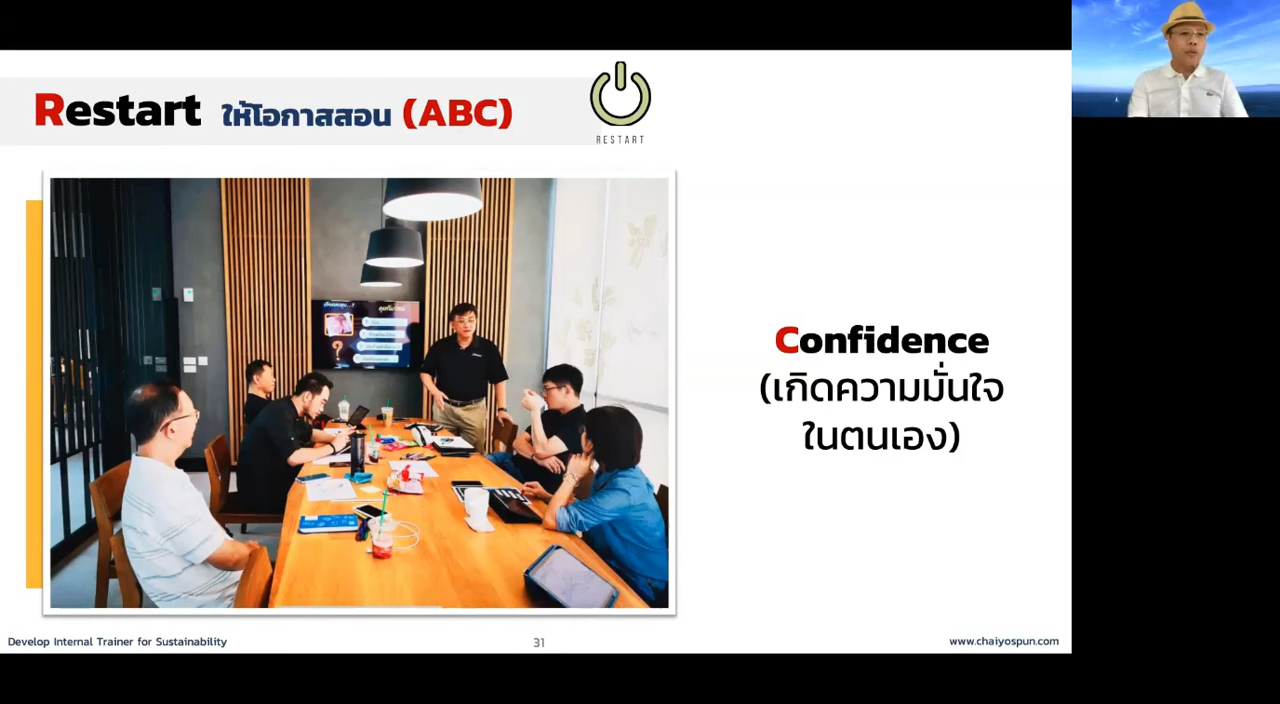 Restart ให้โอกาสสอน (ABC)
RESTART
Confidence
(เกิดความมั่นใจ
ในตนเอง)
Develop Internal Trainer for Sustainability
31
www.chaiyospun.com